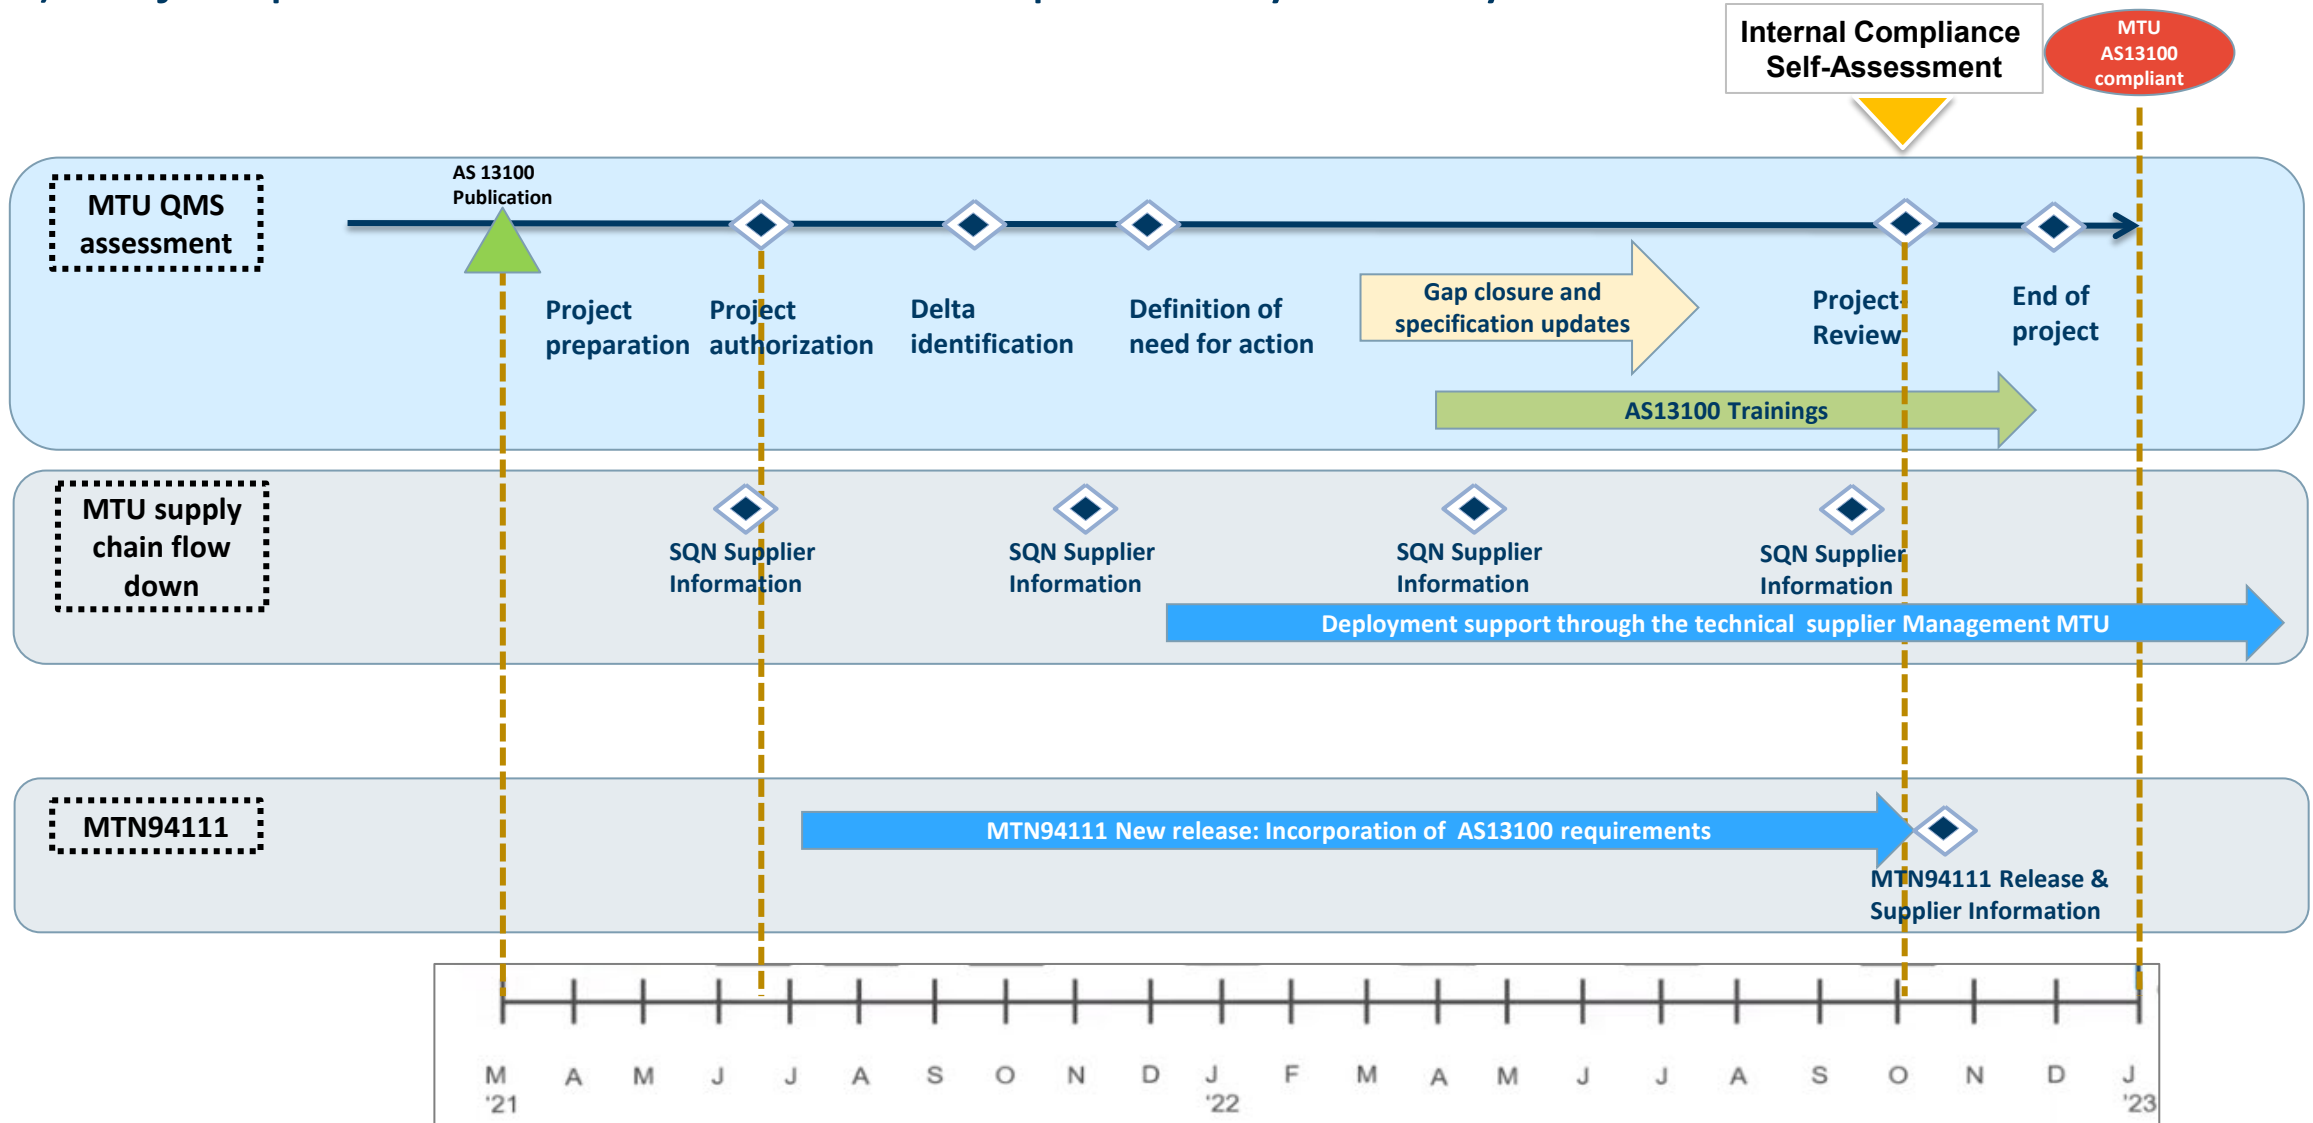 Internal Compliance
Self-Assessment
MTU
AS13100
compliant
MTU QMS
assessment
AS 13100
Publication
Project
preparation
Project
authorization
Delta
identification
Definition of
need for action
Gap closure and
specification updates
Project-
Review
End of
project
AS13100 Trainings
MTU supply
chain flow
down
SQN Supplier
Information
SQN Supplier
Information
SQN Supplier
Information
SQN Supplier
Information
Deployment support through the technical supplier Management MTU
MTN94111
MTN94111 New release: Incorporation of AS13100 requirements
MTN94111 Release &
Supplier Information
M A M J J A S O N D J F M A M J J A S O N D J
'21 '22 '23